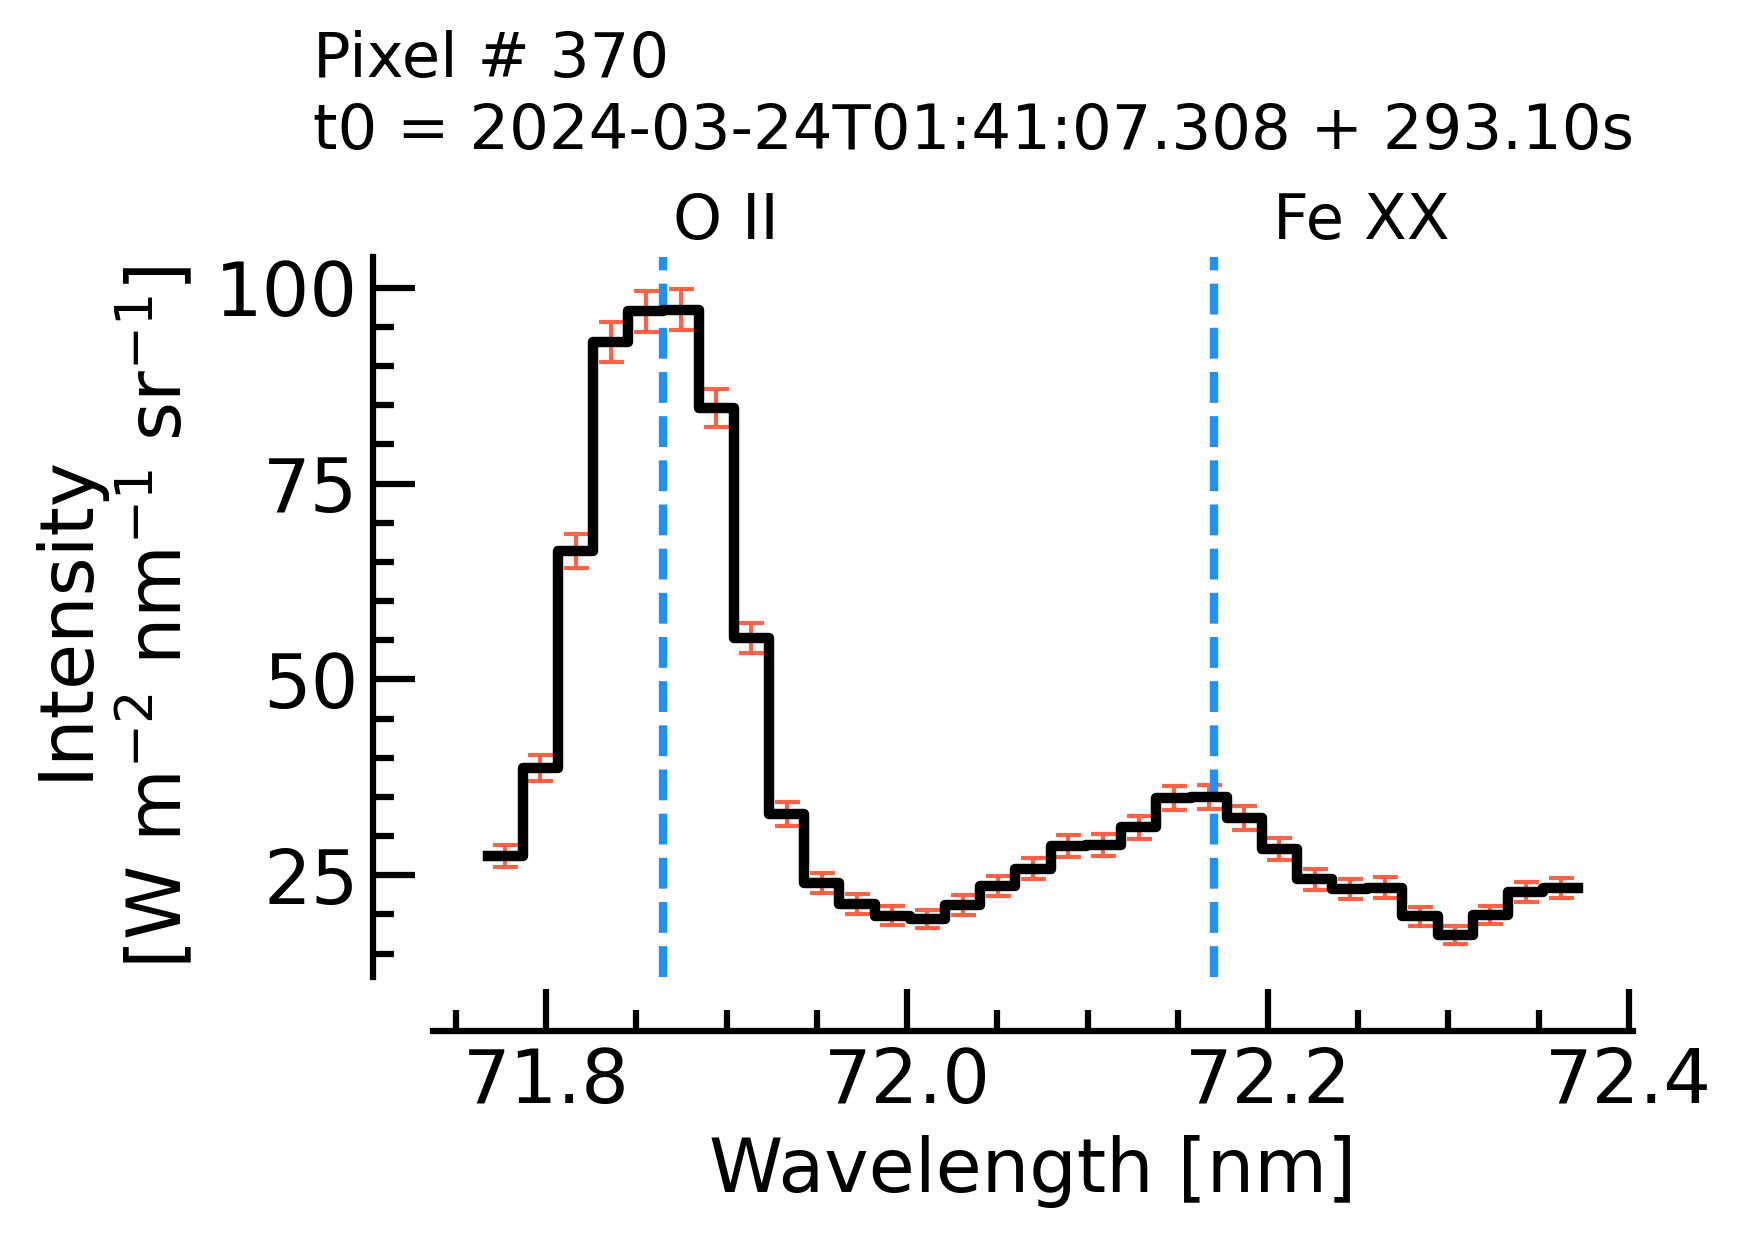 Pixel # 370
t0 = 2024-03-24T01:41:07.308 + 293.10s
O II
Fe XX
Intensity
[W m⁻² nm⁻¹ sr⁻¹]
100
75
50
25
71.8
72.0
72.2
72.4
Wavelength [nm]